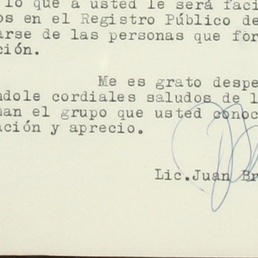 lo que a usted le será faci
os en el Registro Público de
arse de las personas que for
ción.
Me es grato despe
ndole cordiales saludos de l
nan el grupo que usted conoc
ación y aprecio.
Lic.Juan Br